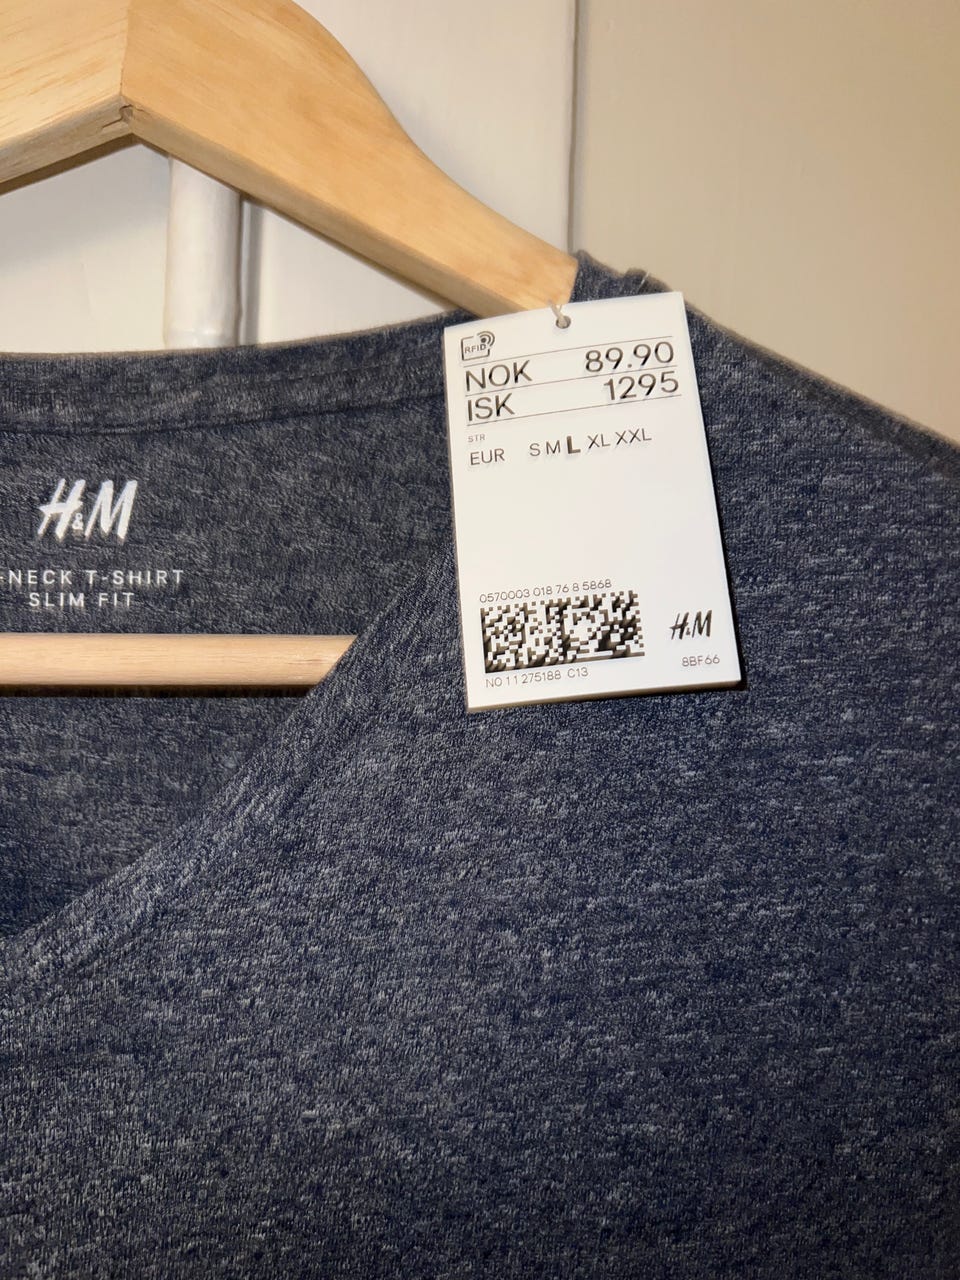 RFID
NOK 89.90
ISK 1295
STR
EUR S M L XL XXL
0570003 018 76 8 5868
H&M
NO 11 275188 C13
8BF66
H&M
-NECK T-SHIRT
SLIM FIT